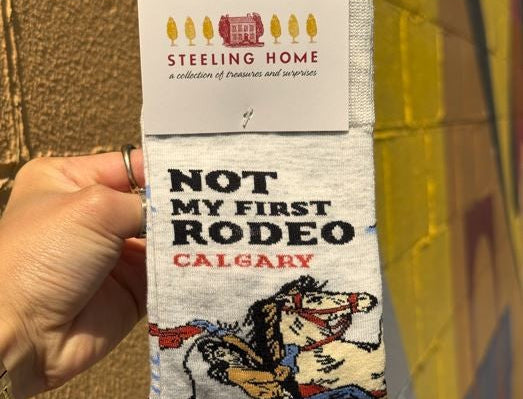 STEELING HOME
a collection of treasures and surprises
NOT
MY FIRST
RODEO
CALGARY